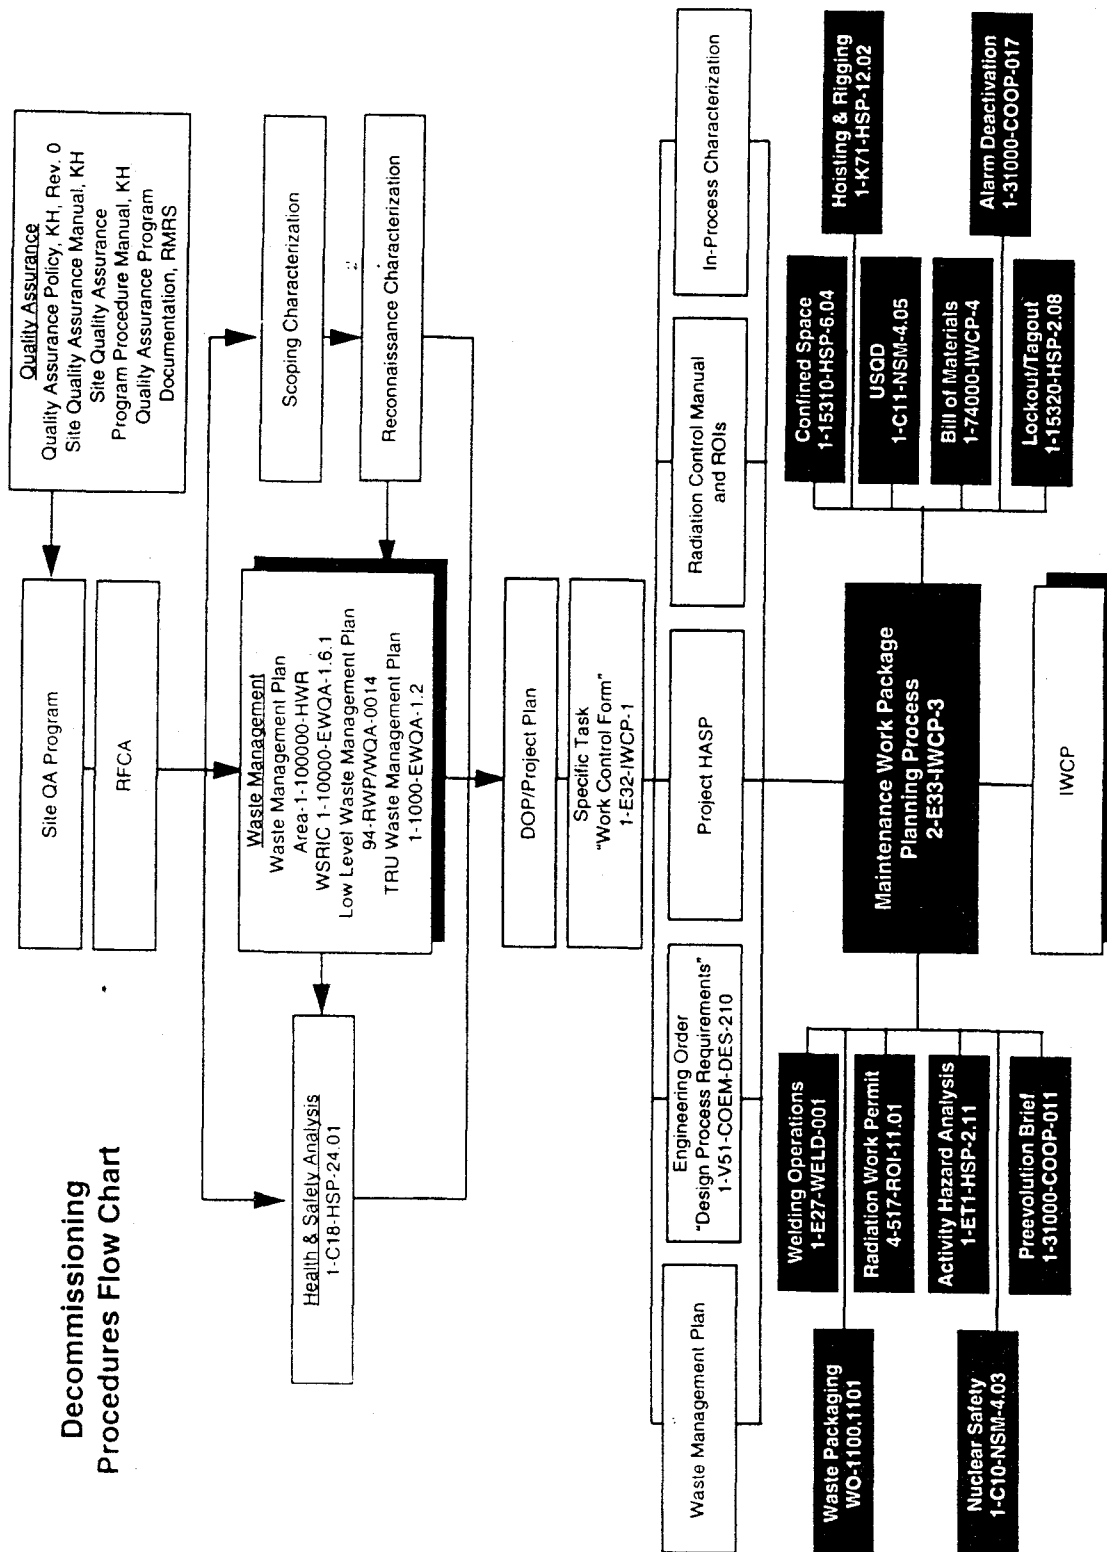 Decommissioning
Procedures Flow Chart
Quality Assurance
Quality Assurance Policy, KH, Rev. 0
Site Quality Assurance Manual, KH
Site Quality Assurance
Program Procedure Manual, KH
Quality Assurance Program
Documentation, RMRS
Site QA Program
RFCA
Scoping Characterization
Reconnaissance Characterization
Waste Management
Waste Management Plan
Area-1-100000-HWR
WSRIC 1-10000-EWQA-1.6.1
Low Level Waste Management Plan
94-RWP/WQA-0014
TRU Waste Management Plan
1-1000-EWQA-1.2
Health & Safety Analysis
1-C18-HSP-24.01
DOP/Project Plan
Specific Task
"Work Control Form"
1-E32-IWCP-1
Waste Management Plan
Engineering Order
"Design Process Requirements"
1-V51-COEM-DES-210
Project HASP
Radiation Control Manual
and ROIs
In-Process Characterization
Waste Packaging
WO-1100.1101
Nuclear Safety
1-C10-NSM-4.03
Welding Operations
1-E27-WELD-001
Radiation Work Permit
4-517-ROI-11.01
Activity Hazard Analysis
1-ET1-HSP-2.11
Preevolution Brief
1-31000-COOP-011
Maintenance Work Package
Planning Process
2-E33-IWCP-3
Confined Space
1-15310-HSP-6.04
USQD
1-C11-NSM-4.05
Bill of Materials
1-74000-IWCP-4
Lockout/Tagout
1-15320-HSP-2.08
Hoisting & Rigging
1-K71-HSP-12.02
Alarm Deactivation
1-31000-COOP-017
IWCP